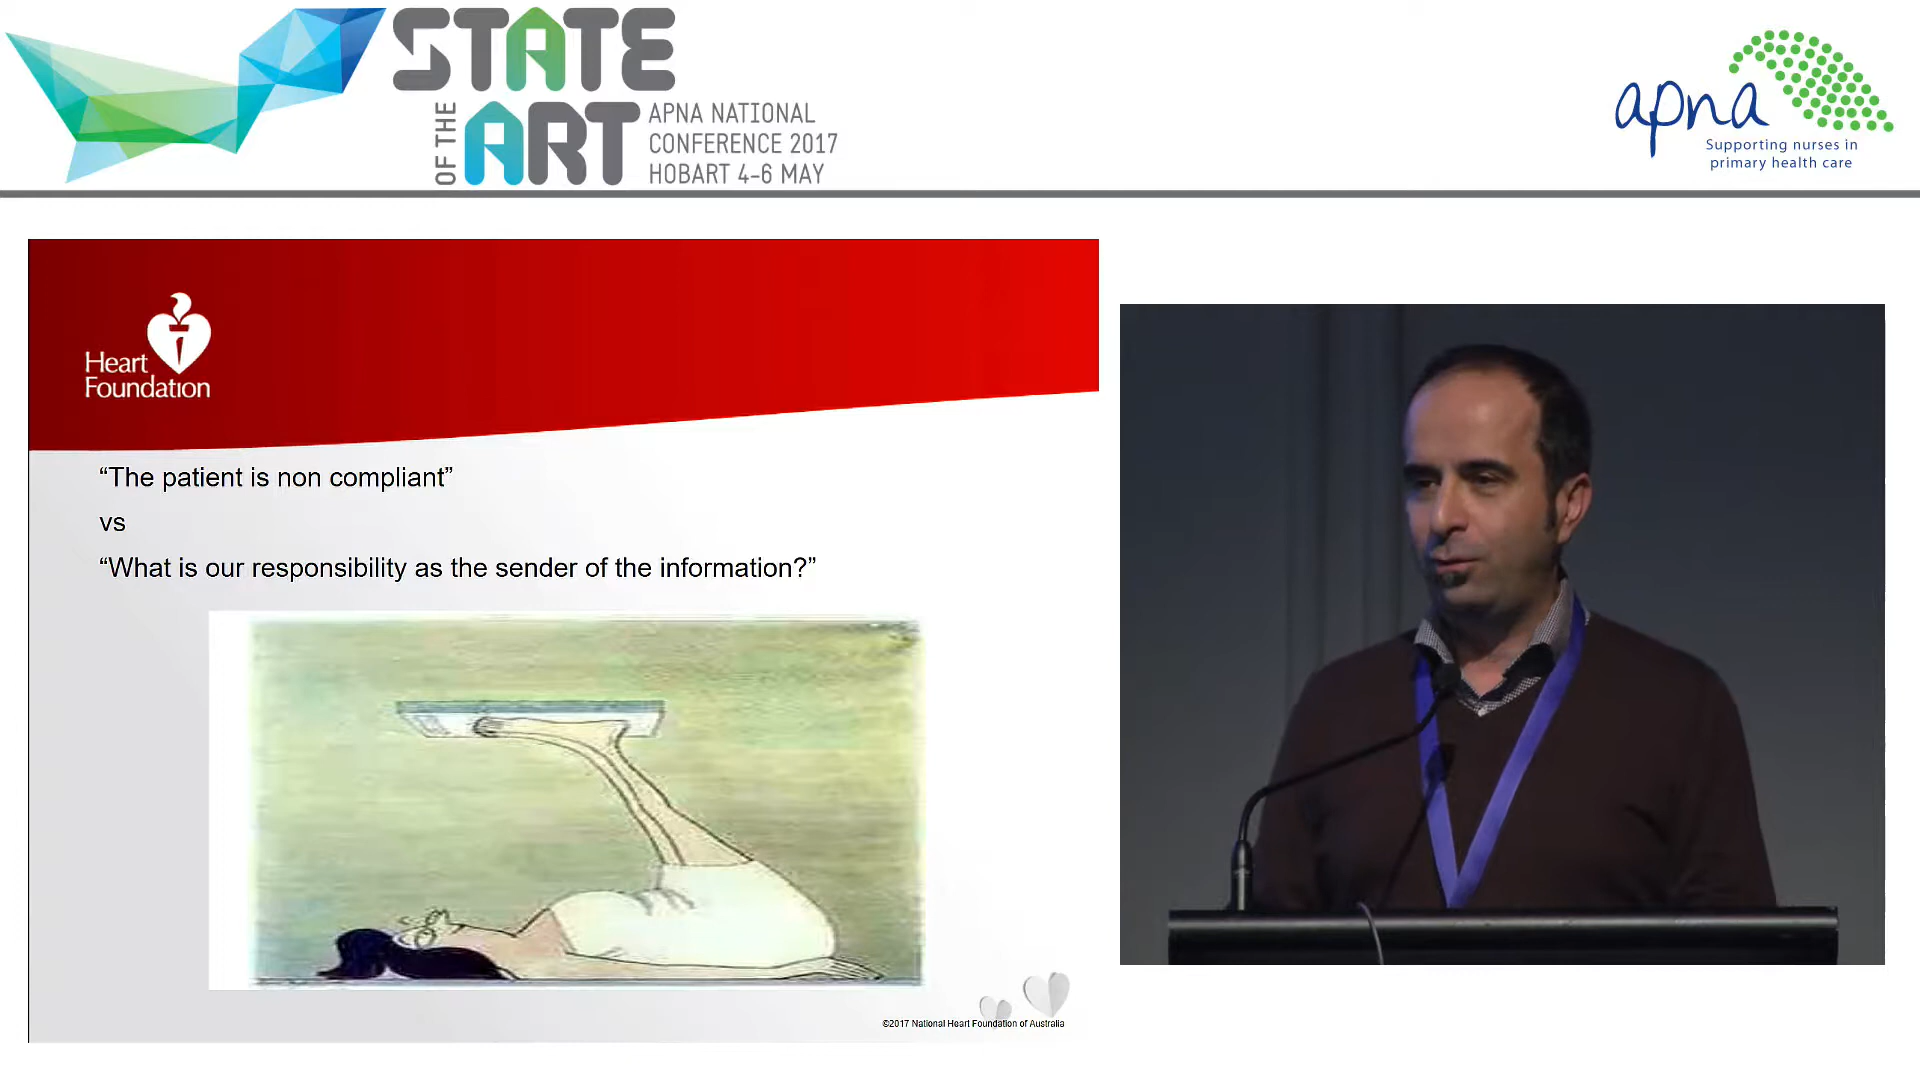 STATE
OF THE
ART
APNA NATIONAL
CONFERENCE 2017
HOBART 4-6 MAY
apna
Supporting nurses in
primary health care
Heart
Foundation
“The patient is non compliant”
vs
“What is our responsibility as the sender of the information?”
©2017 National Heart Foundation of Australia